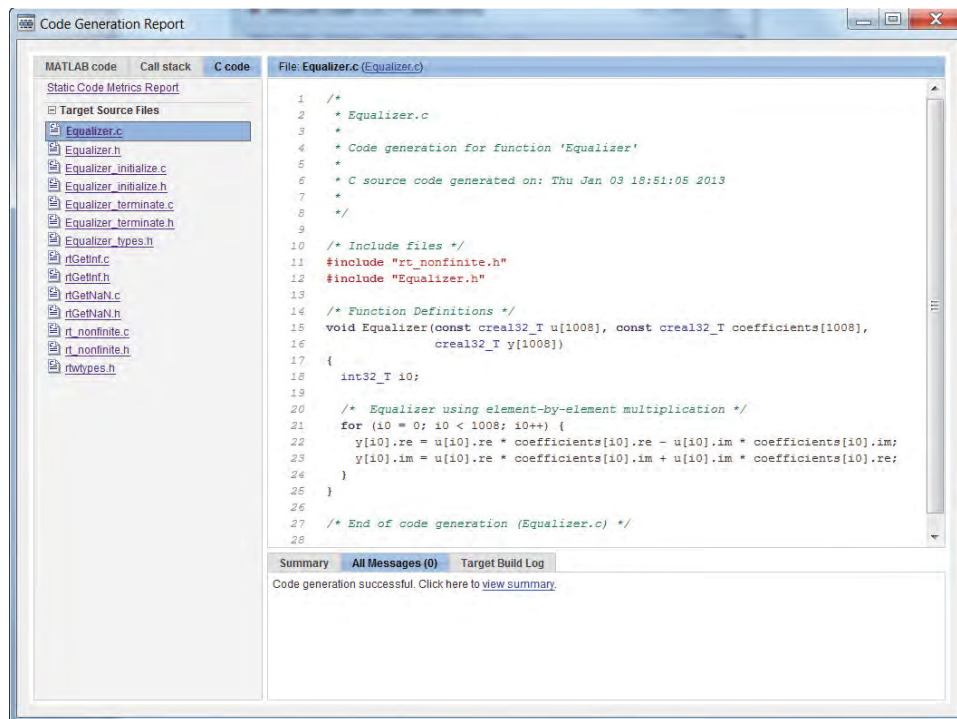 Code Generation Report
MATLAB code Call stack C code
Static Code Metrics Report
Target Source Files
Equalizer.c
Equalizer.h
Equalizer_initialize.c
Equalizer_initialize.h
Equalizer_terminate.c
Equalizer_terminate.h
Equalizer_types.h
rtGetInf.c
rtGetInf.h
rtGetNaN.c
rtGetNaN.h
rt_nonfinite.c
rt_nonfinite.h
rtwtypes.h
File: Equalizer.c (Equalizer.c)
1 /*
2 * Equalizer.c
3 *
4 * Code generation for function 'Equalizer'
5 *
6 * C source code generated on: Thu Jan 03 18:51:05 2013
7 *
8 */
9
10 /* Include files */
11 #include "rt_nonfinite.h"
12 #include "Equalizer.h"
13
14 /* Function Definitions */
15 void Equalizer(const creal32_T u[1008], const creal32_T coefficients[1008],
16 creal32_T y[1008])
17 {
18 int32_T i0;
19
20 /* Equalizer using element-by-element multiplication */
21 for (i0 = 0; i0 < 1008; i0++) {
22 y[i0].re = u[i0].re * coefficients[i0].re - u[i0].im * coefficients[i0].im;
23 y[i0].im = u[i0].re * coefficients[i0].im + u[i0].im * coefficients[i0].re;
24 }
25 }
26
27 /* End of code generation (Equalizer.c) */
28
Summary All Messages (0) Target Build Log
Code generation successful. Click here to view summary.